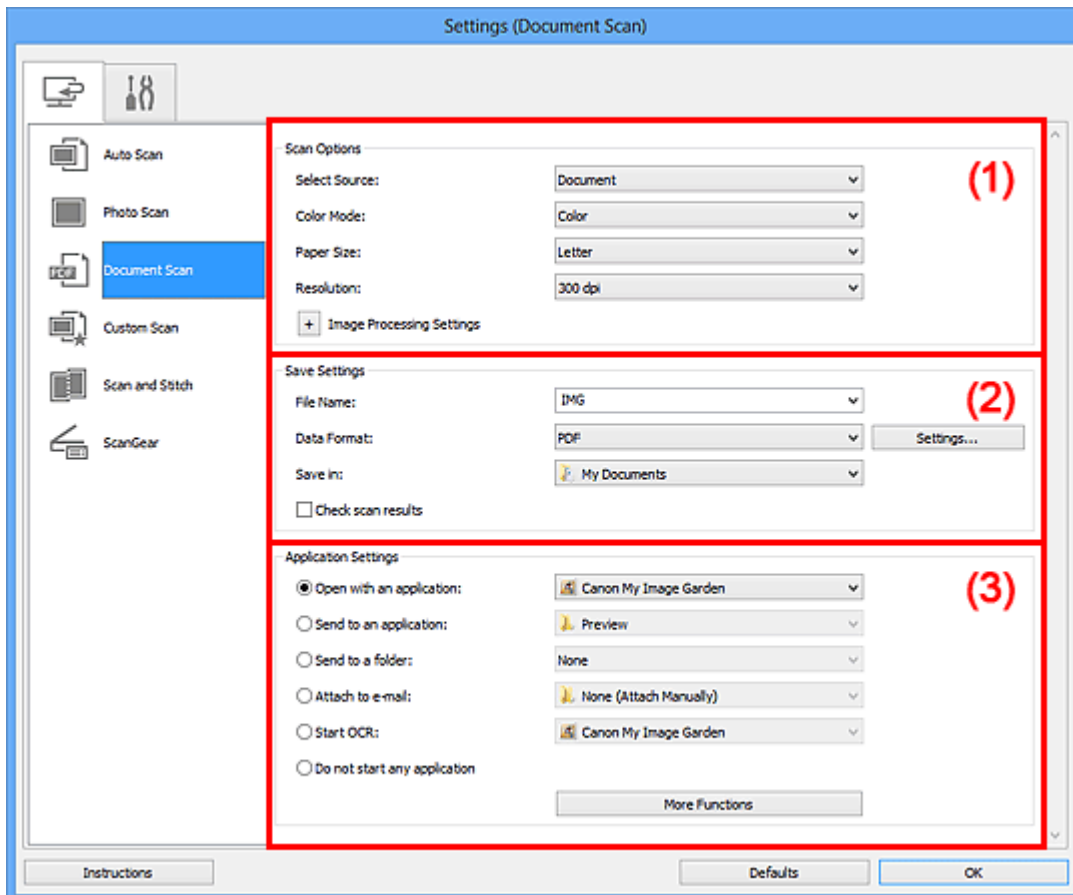 Settings (Document Scan)
Auto Scan
Photo Scan
Document Scan
Custom Scan
Scan and Stitch
ScanGear
Scan Options
(1)
Select Source: Document
Color Mode: Color
Paper Size: Letter
Resolution: 300 dpi
+ Image Processing Settings
Save Settings
(2)
File Name: IMG
Data Format: PDF Settings...
Save in: My Documents
Check scan results
Application Settings
(3)
Open with an application: Canon My Image Garden
Send to an application: Preview
Send to a folder: None
Attach to e-mail: None (Attach Manually)
Start OCR: Canon My Image Garden
Do not start any application
More Functions
Instructions Defaults OK